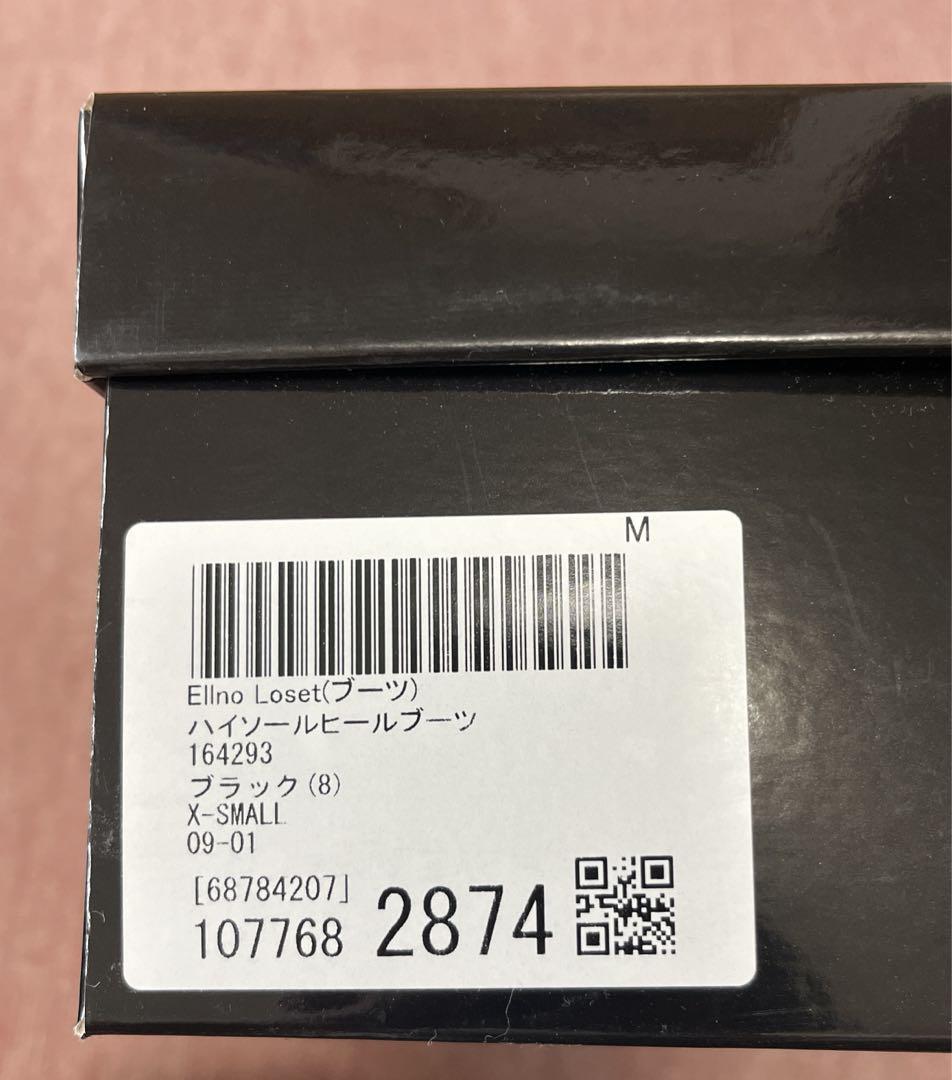 M
Ellno Loset(ブーツ)
ハイソールヒールブーツ
164293
ブラック(8)
X-SMALL
09-01
[68784207]
107768 2874